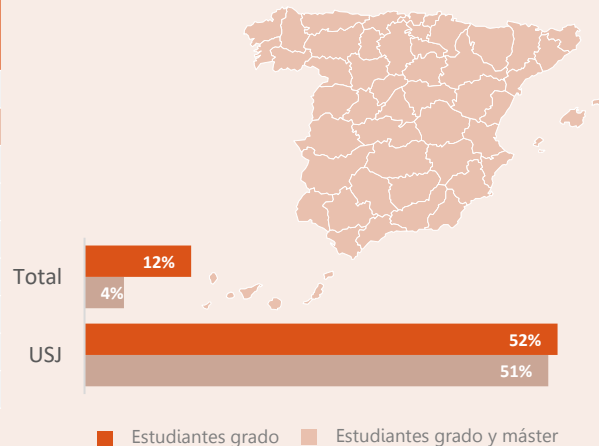 Total
12%
4%
USJ
52%
51%
Estudiantes grado
Estudiantes grado y máster